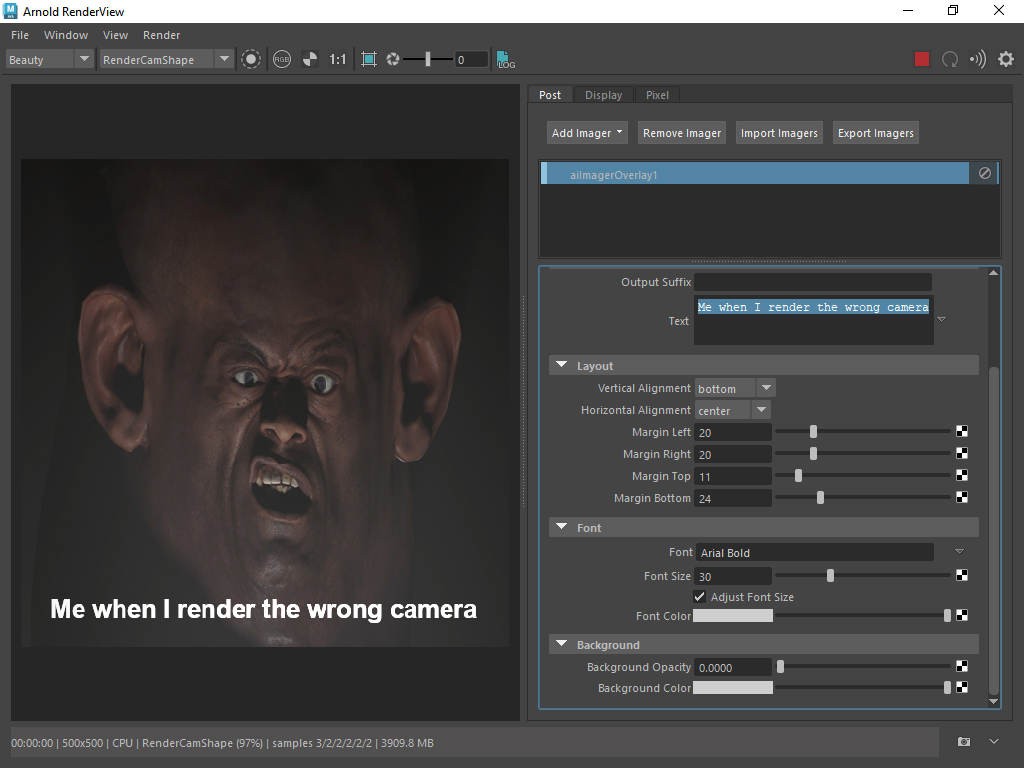 Arnold RenderView
File Window View Render
Beauty RenderCamShape RGB 1:1 0 LOG
Post Display Pixel
Add Imager Remove Imager Import Imagers Export Imagers
aiImagerOverlay1
Output Suffix
Text Me when I render the wrong camera
Layout
Vertical Alignment bottom
Horizontal Alignment center
Margin Left 20
Margin Right 20
Margin Top 11
Margin Bottom 24
Font
Font Arial Bold
Font Size 30
Adjust Font Size
Font Color
Background
Background Opacity 0.0000
Background Color
Me when I render the wrong camera
00:00:00 | 500x500 | CPU | RenderCamShape (97%) | samples 3/2/2/2/2/2 | 3909.8 MB